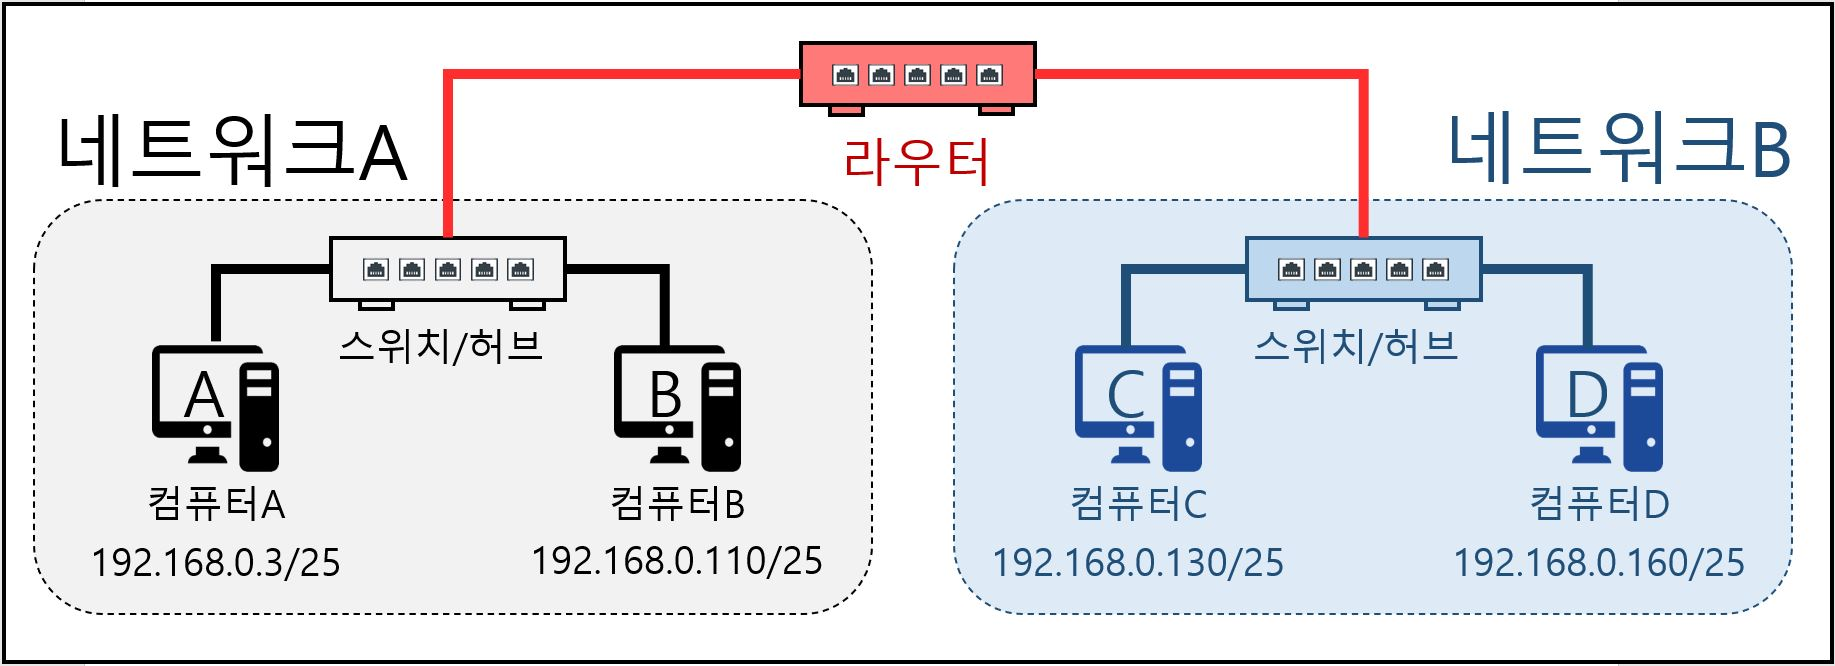 라우터
네트워크A
스위치/허브
A
B
컴퓨터A
컴퓨터B
192.168.0.3/25
192.168.0.110/25
네트워크B
스위치/허브
C
D
컴퓨터C
컴퓨터D
192.168.0.130/25
192.168.0.160/25